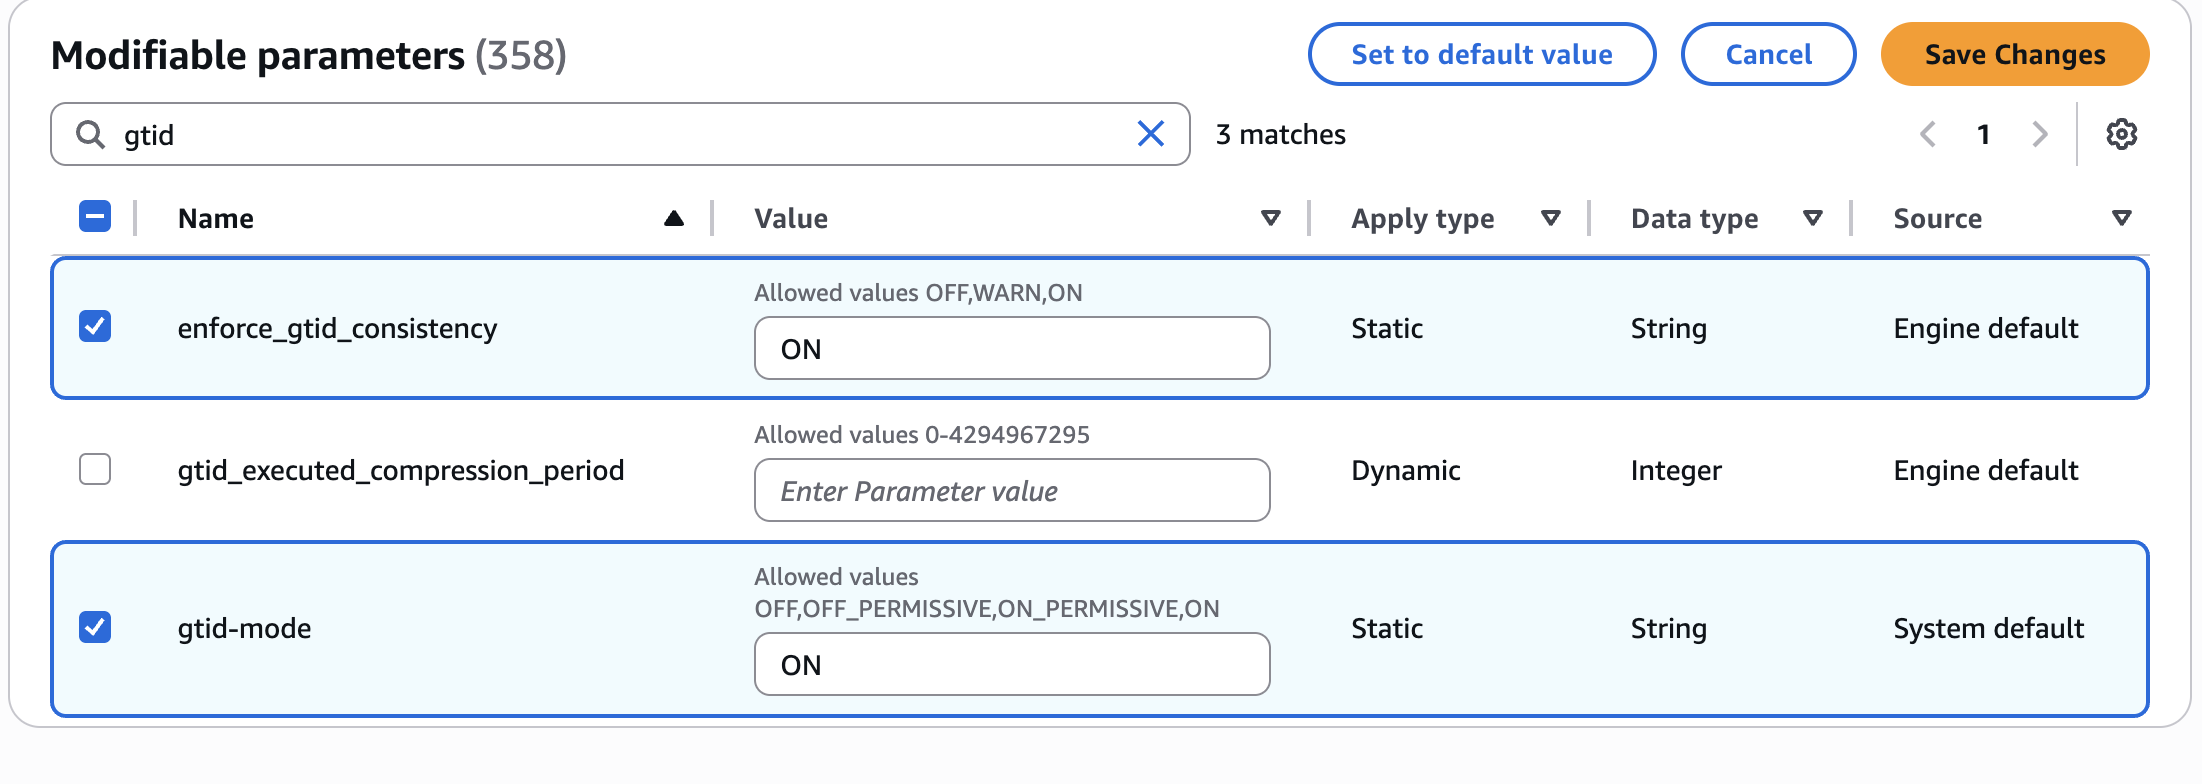 Modifiable parameters (358)
Set to default value
Cancel
Save Changes
gtid
3 matches
1
Name
Value
Apply type
Data type
Source
enforce_gtid_consistency
Allowed values OFF,WARN,ON
ON
Static
String
Engine default
gtid_executed_compression_period
Allowed values 0-4294967295
Enter Parameter value
Dynamic
Integer
Engine default
gtid-mode
Allowed values
OFF,OFF_PERMISSIVE,ON_PERMISSIVE,ON
ON
Static
String
System default